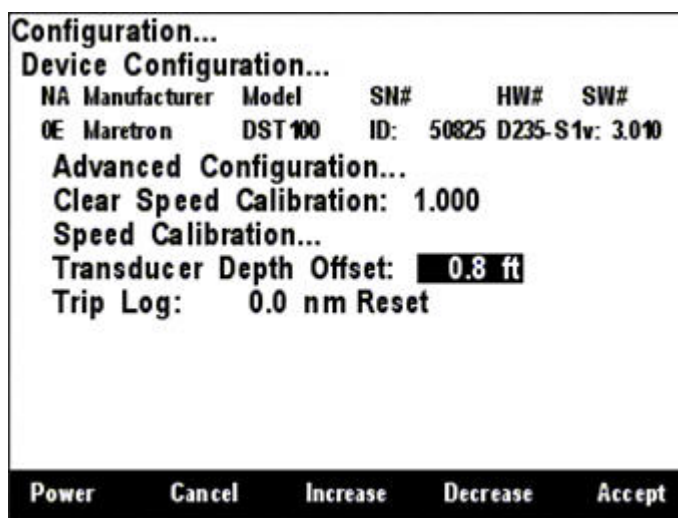 Configuration...
Device Configuration...
NA Manufacturer Model SN# HW# SW#
0E Maretron DST100 ID: 50825 D235-S1v: 3.010
Advanced Configuration...
Clear Speed Calibration: 1.000
Speed Calibration...
Transducer Depth Offset: 0.8 ft
Trip Log: 0.0 nm Reset
Power Cancel Increase Decrease Accept